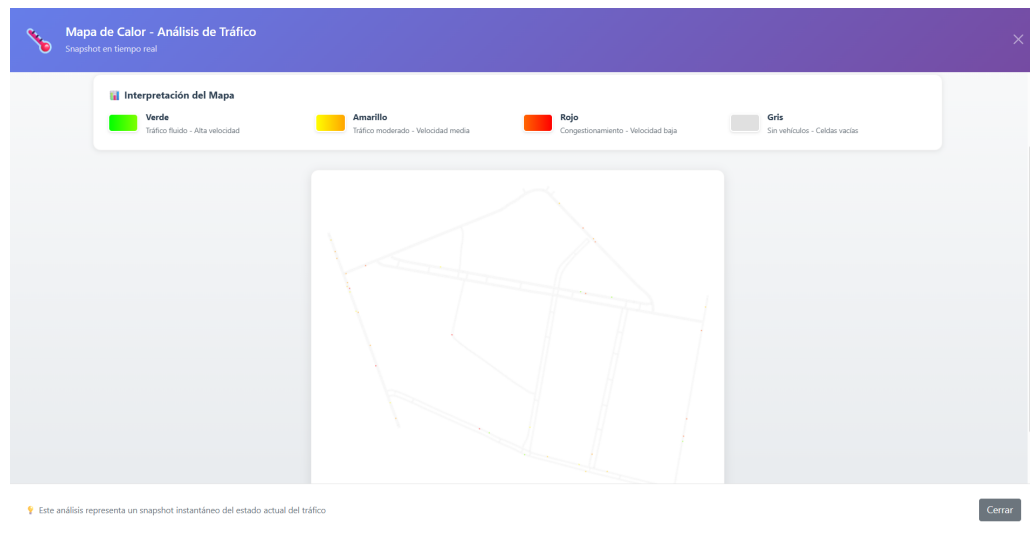 Mapa de Calor - Análisis de Tráfico
Snapshot en tiempo real
Interpretación del Mapa
Verde
Tráfico fluido - Alta velocidad
Amarillo
Tráfico moderado - Velocidad media
Rojo
Congestionamiento - Velocidad baja
Gris
Sin vehículos - Celdas vacías
Este análisis representa un snapshot instantáneo del estado actual del tráfico
Cerrar